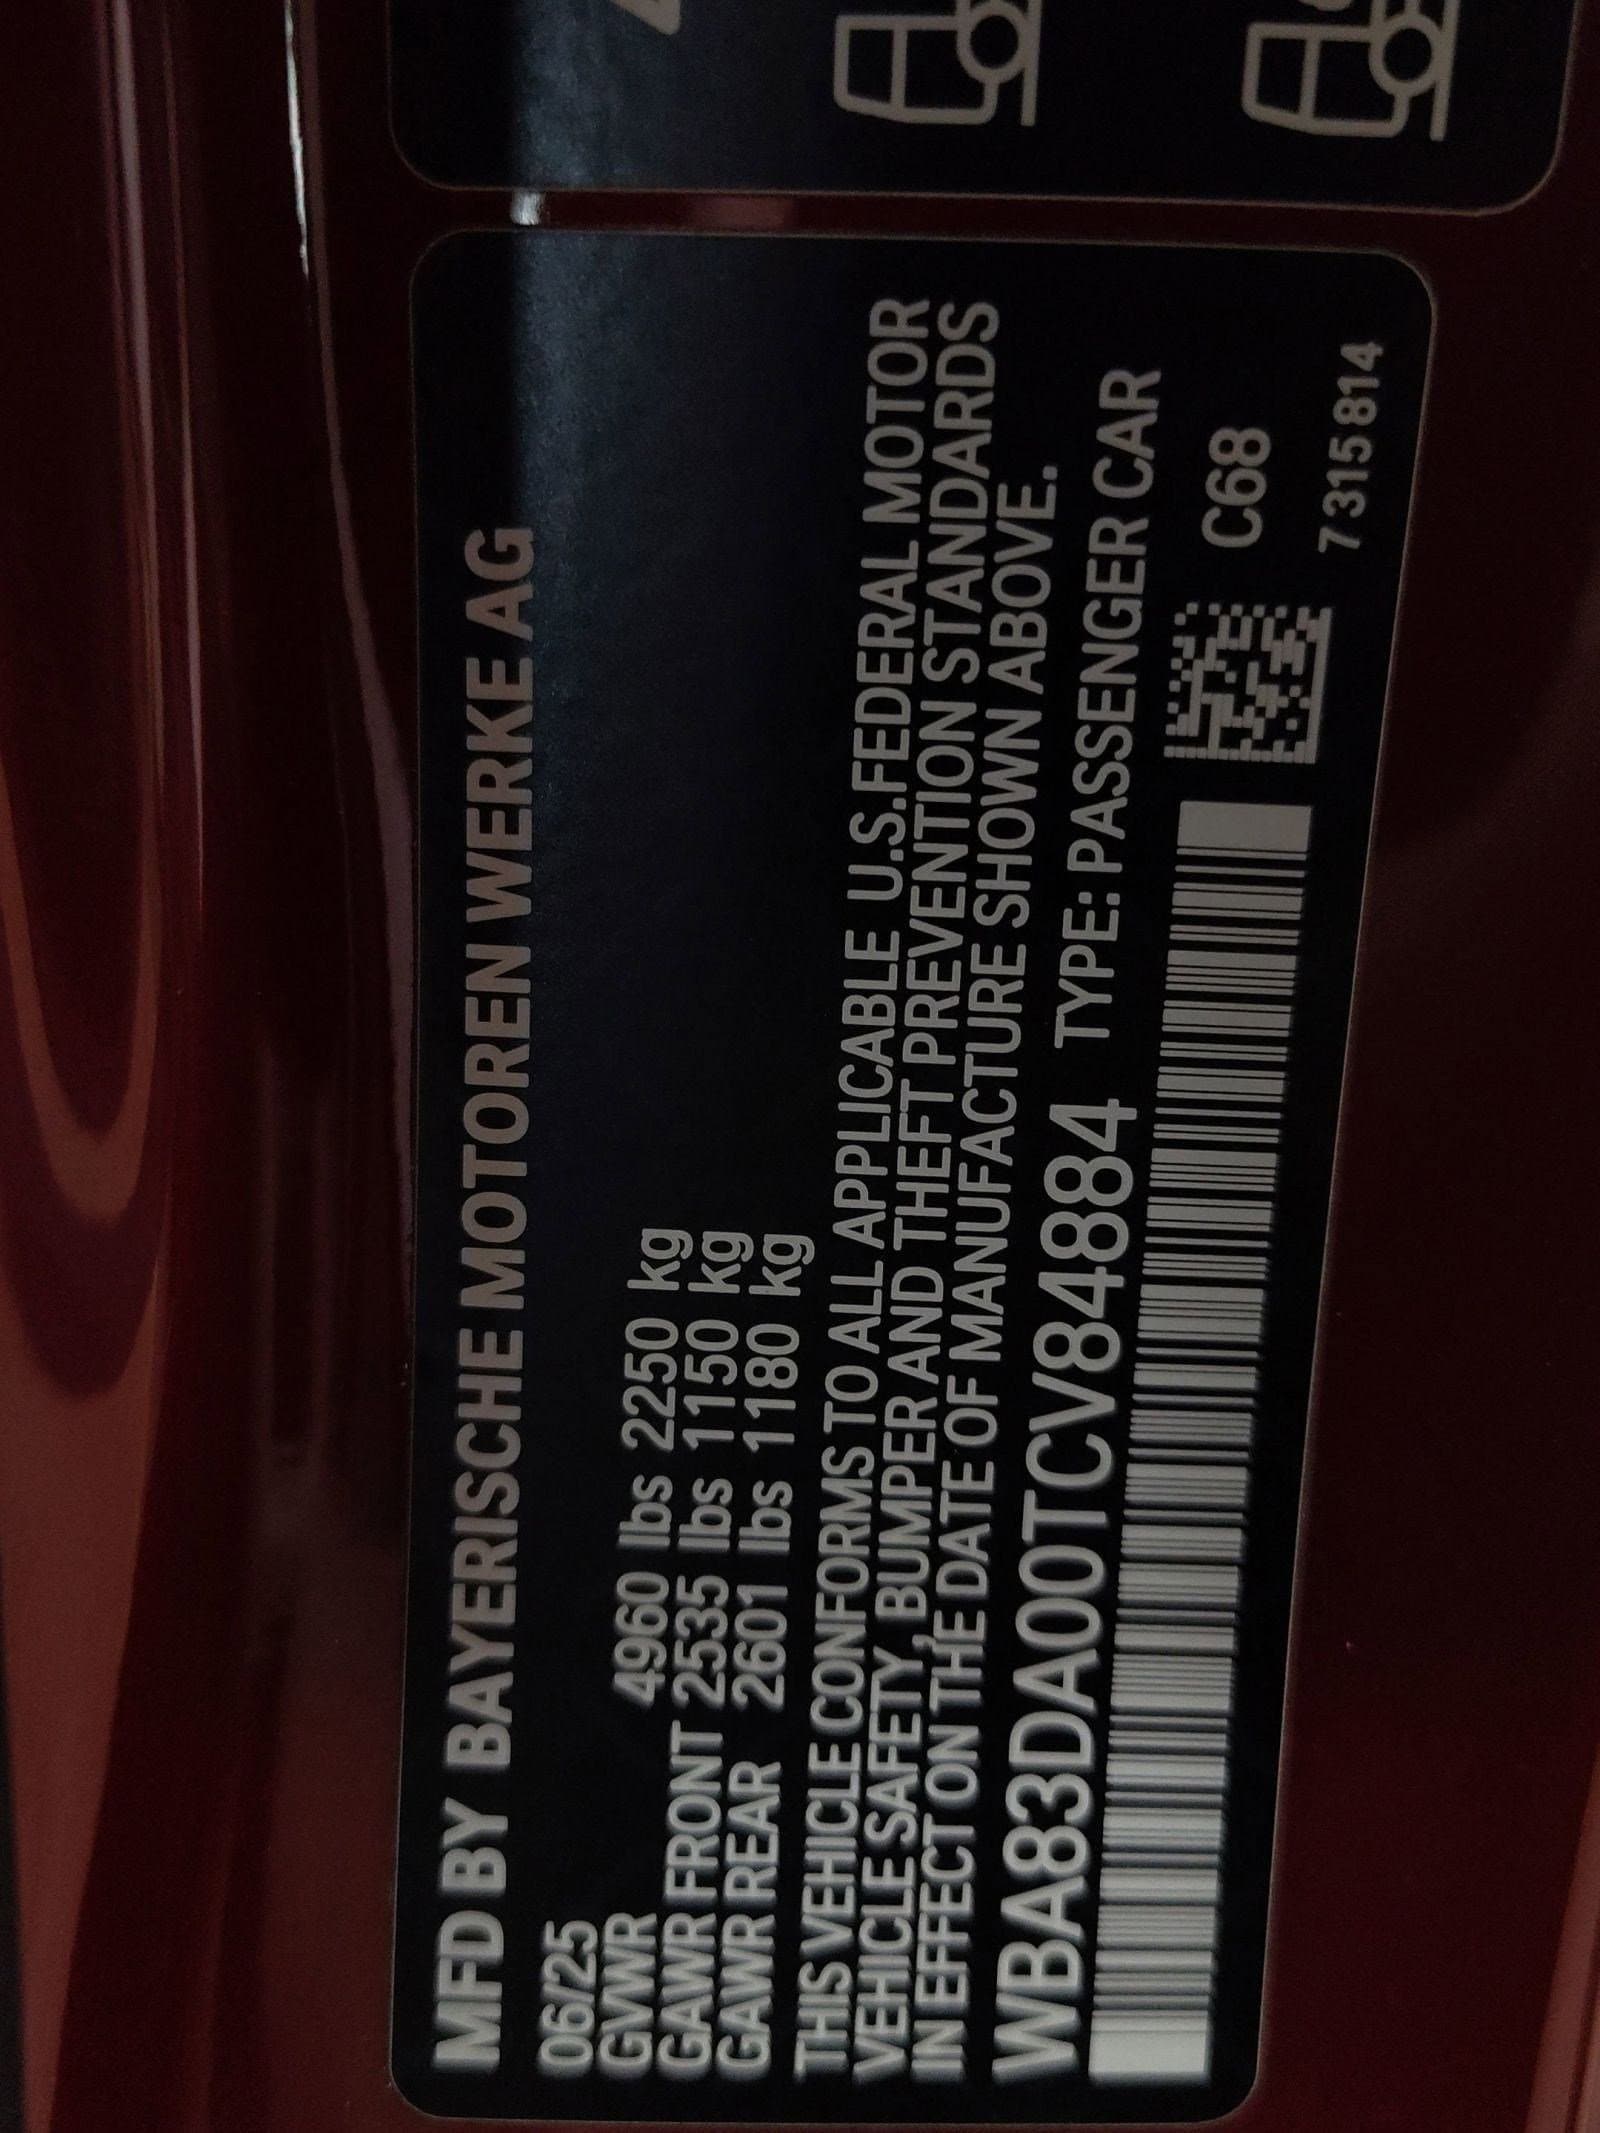 MFD BY BAYERISCHE MOTOREN WERKE AG
06/25
GVWR 4960 lbs 2250 kg
GAWR FRONT 2535 lbs 1150 kg
GAWR REAR 2601 lbs 1180 kg
THIS VEHICLE CONFORMS TO ALL APPLICABLE U.S.FEDERAL MOTOR
VEHICLE SAFETY, BUMPER AND THEFT PREVENTION STANDARDS
IN EFFECT ON THE DATE OF MANUFACTURE SHOWN ABOVE.
WBA83DA00TCV84884 TYPE: PASSENGER CAR
C68
7315814